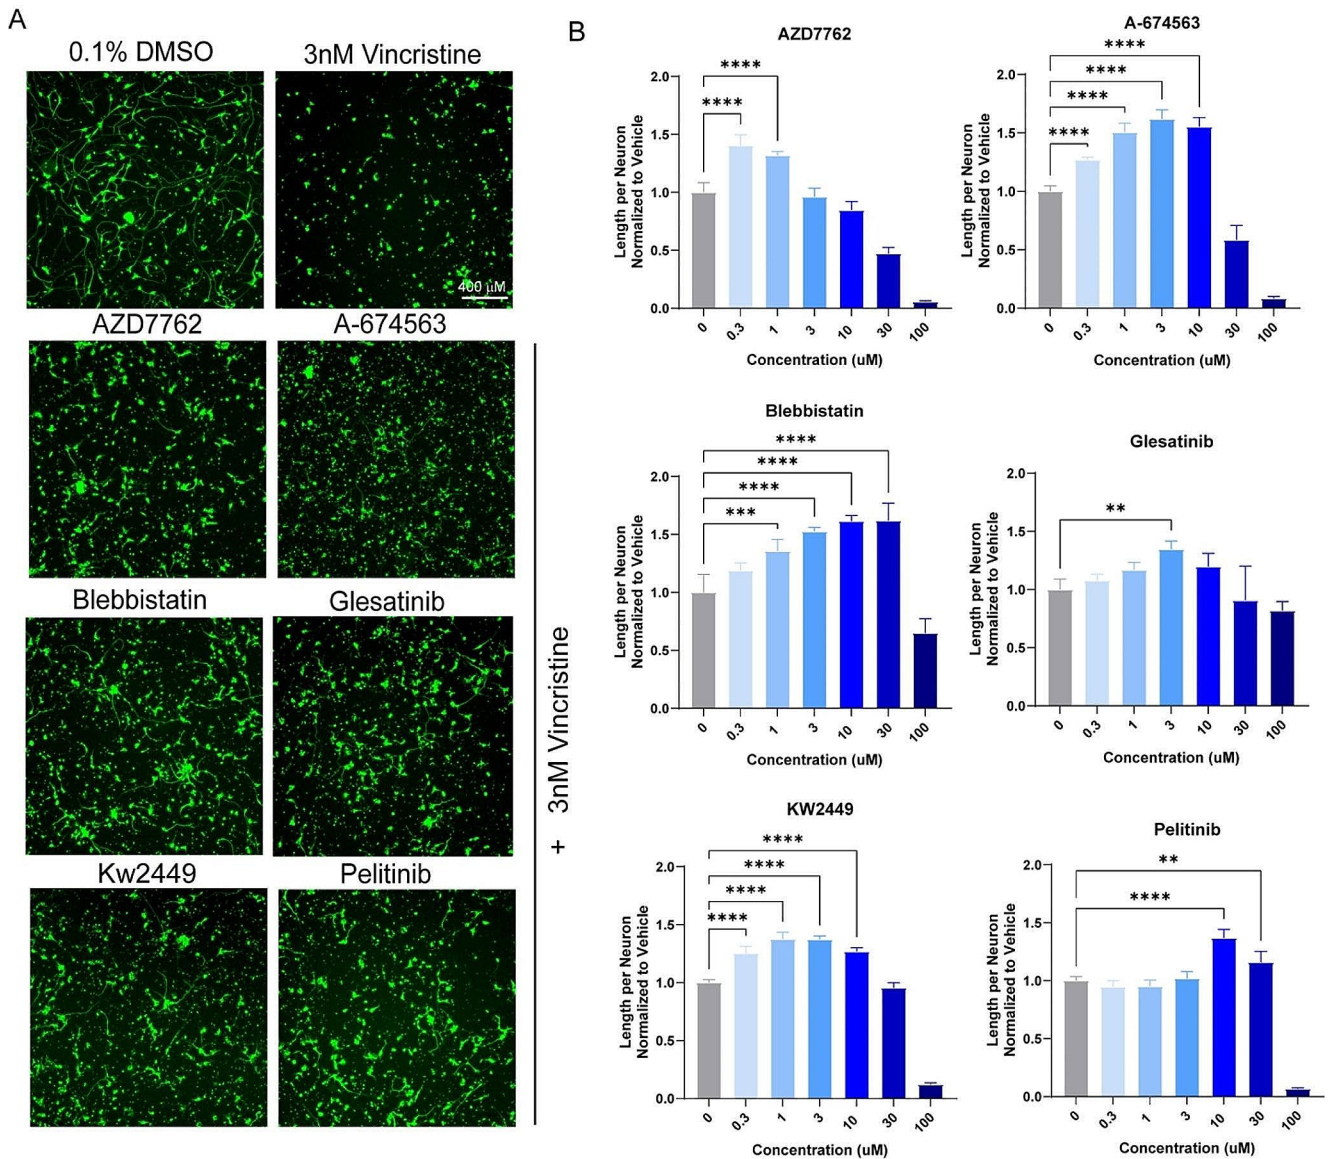 A
0.1% DMSO
3nM Vincristine
400 µM
AZD7762
A-674563
Blebbistatin
Glesatinib
Kw2449
Pelitinib
+ 3nM Vincristine
B
AZD7762
Length per Neuron
Normalized to Vehicle
2.0
1.5
1.0
0.5
0.0
****
****
0 0.3 1 3 10 30 100
Concentration (uM)
A-674563
Length per Neuron
Normalized to Vehicle
2.0
1.5
1.0
0.5
0.0
****
****
****
****
0 0.3 1 3 10 30 100
Concentration (uM)
Blebbistatin
Length per Neuron
Normalized to Vehicle
2.0
1.5
1.0
0.5
0.0
****
****
****
***
0 0.3 1 3 10 30 100
Concentration (uM)
Glesatinib
Length per Neuron
Normalized to Vehicle
2.0
1.5
1.0
0.5
0.0
**
0 0.3 1 3 10 30 100
Concentration (uM)
KW2449
Length per Neuron
Normalized to Vehicle
2.0
1.5
1.0
0.5
0.0
****
****
****
****
0 0.3 1 3 10 30 100
Concentration (uM)
Pelitinib
Length per Neuron
Normalized to Vehicle
2.0
1.5
1.0
0.5
0.0
**
****
0 0.3 1 3 10 30 100
Concentration (uM)